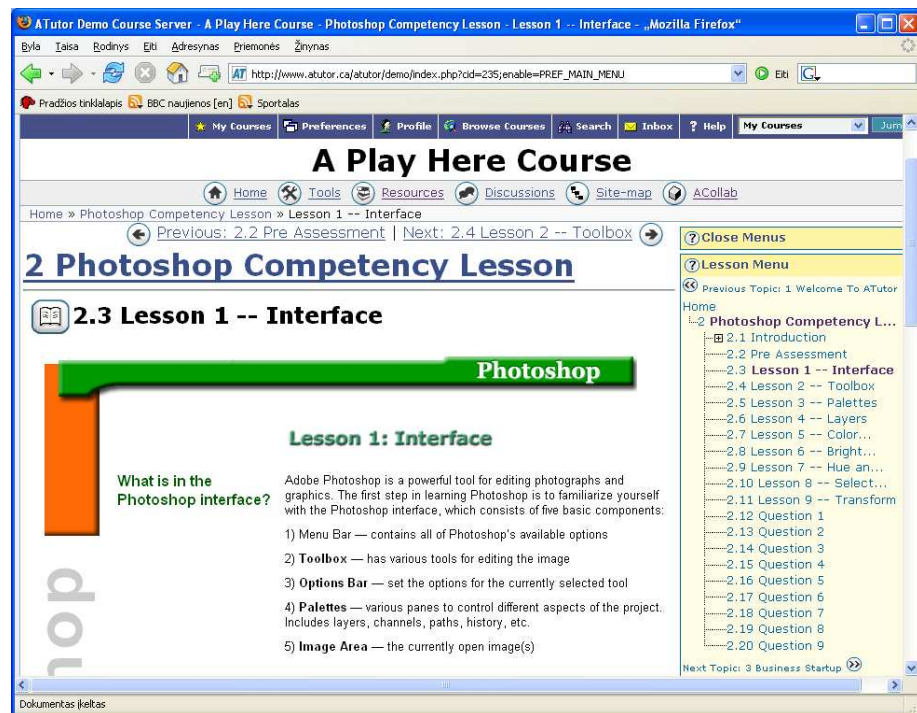 ATutor Demo Course Server - A Play Here Course - Photoshop Competency Lesson - Lesson 1 -- Interface - „Mozilla Firefox“
Byla Taisa Rodinys Eiti Adresynas Priemonės Žinynas
http://www.atutor.ca/atutor/demo/index.php?cid=235;enable=PREF_MAIN_MENU Eiti
Pradžios tinklalapis BBC naujienos [en] Sportalas
My Courses Preferences Profile Browse Courses Search Inbox ? Help My Courses Jum
A Play Here Course
Home Tools Resources Discussions Site-map ACollab
Home » Photoshop Competency Lesson » Lesson 1 -- Interface
Previous: 2.2 Pre Assessment | Next: 2.4 Lesson 2 -- Toolbox
2 Photoshop Competency Lesson
2.3 Lesson 1 -- Interface
Photoshop
Lesson 1: Interface
What is in the
Photoshop interface?
Adobe Photoshop is a powerful tool for editing photographs and
graphics. The first step in learning Photoshop is to familiarize yourself
with the Photoshop interface, which consists of five basic components:
1) Menu Bar — contains all of Photoshop's available options
2) Toolbox — has various tools for editing the image
3) Options Bar — set the options for the currently selected tool
4) Palettes — various panes to control different aspects of the project.
Includes layers, channels, paths, history, etc.
5) Image Area — the currently open image(s)
Close Menus
Lesson Menu
Previous Topic: 1 Welcome To ATutor
Home
2 Photoshop Competency L...
2.1 Introduction
2.2 Pre Assessment
2.3 Lesson 1 -- Interface
2.4 Lesson 2 -- Toolbox
2.5 Lesson 3 -- Palettes
2.6 Lesson 4 -- Layers
2.7 Lesson 5 -- Color...
2.8 Lesson 6 -- Bright...
2.9 Lesson 7 -- Hue an...
2.10 Lesson 8 -- Select...
2.11 Lesson 9 -- Transform
2.12 Question 1
2.13 Question 2
2.14 Question 3
2.15 Question 4
2.16 Question 5
2.17 Question 6
2.18 Question 7
2.19 Question 8
2.20 Question 9
Next Topic: 3 Business Startup
Dokumentas įkeltas